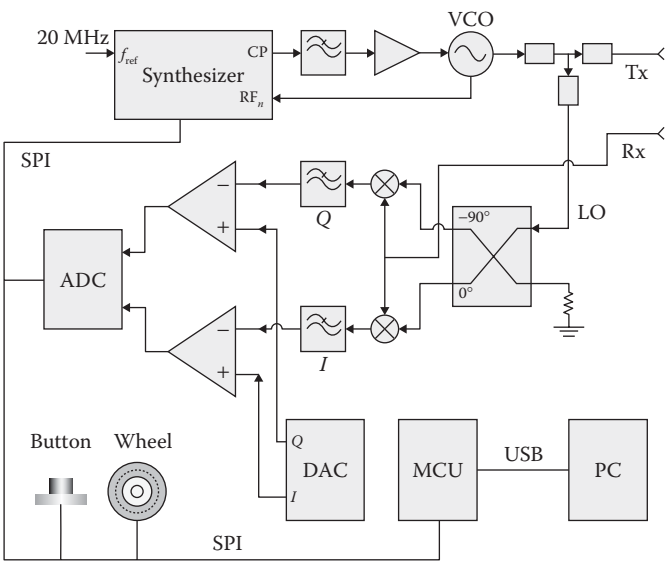 20 MHz
f_ref
CP
Synthesizer
RF_n
VCO
Tx
SPI
Rx
−
+
Q
−90°
0°
LO
ADC
−
+
I
Button
Wheel
Q
DAC
I
MCU
USB
PC
SPI